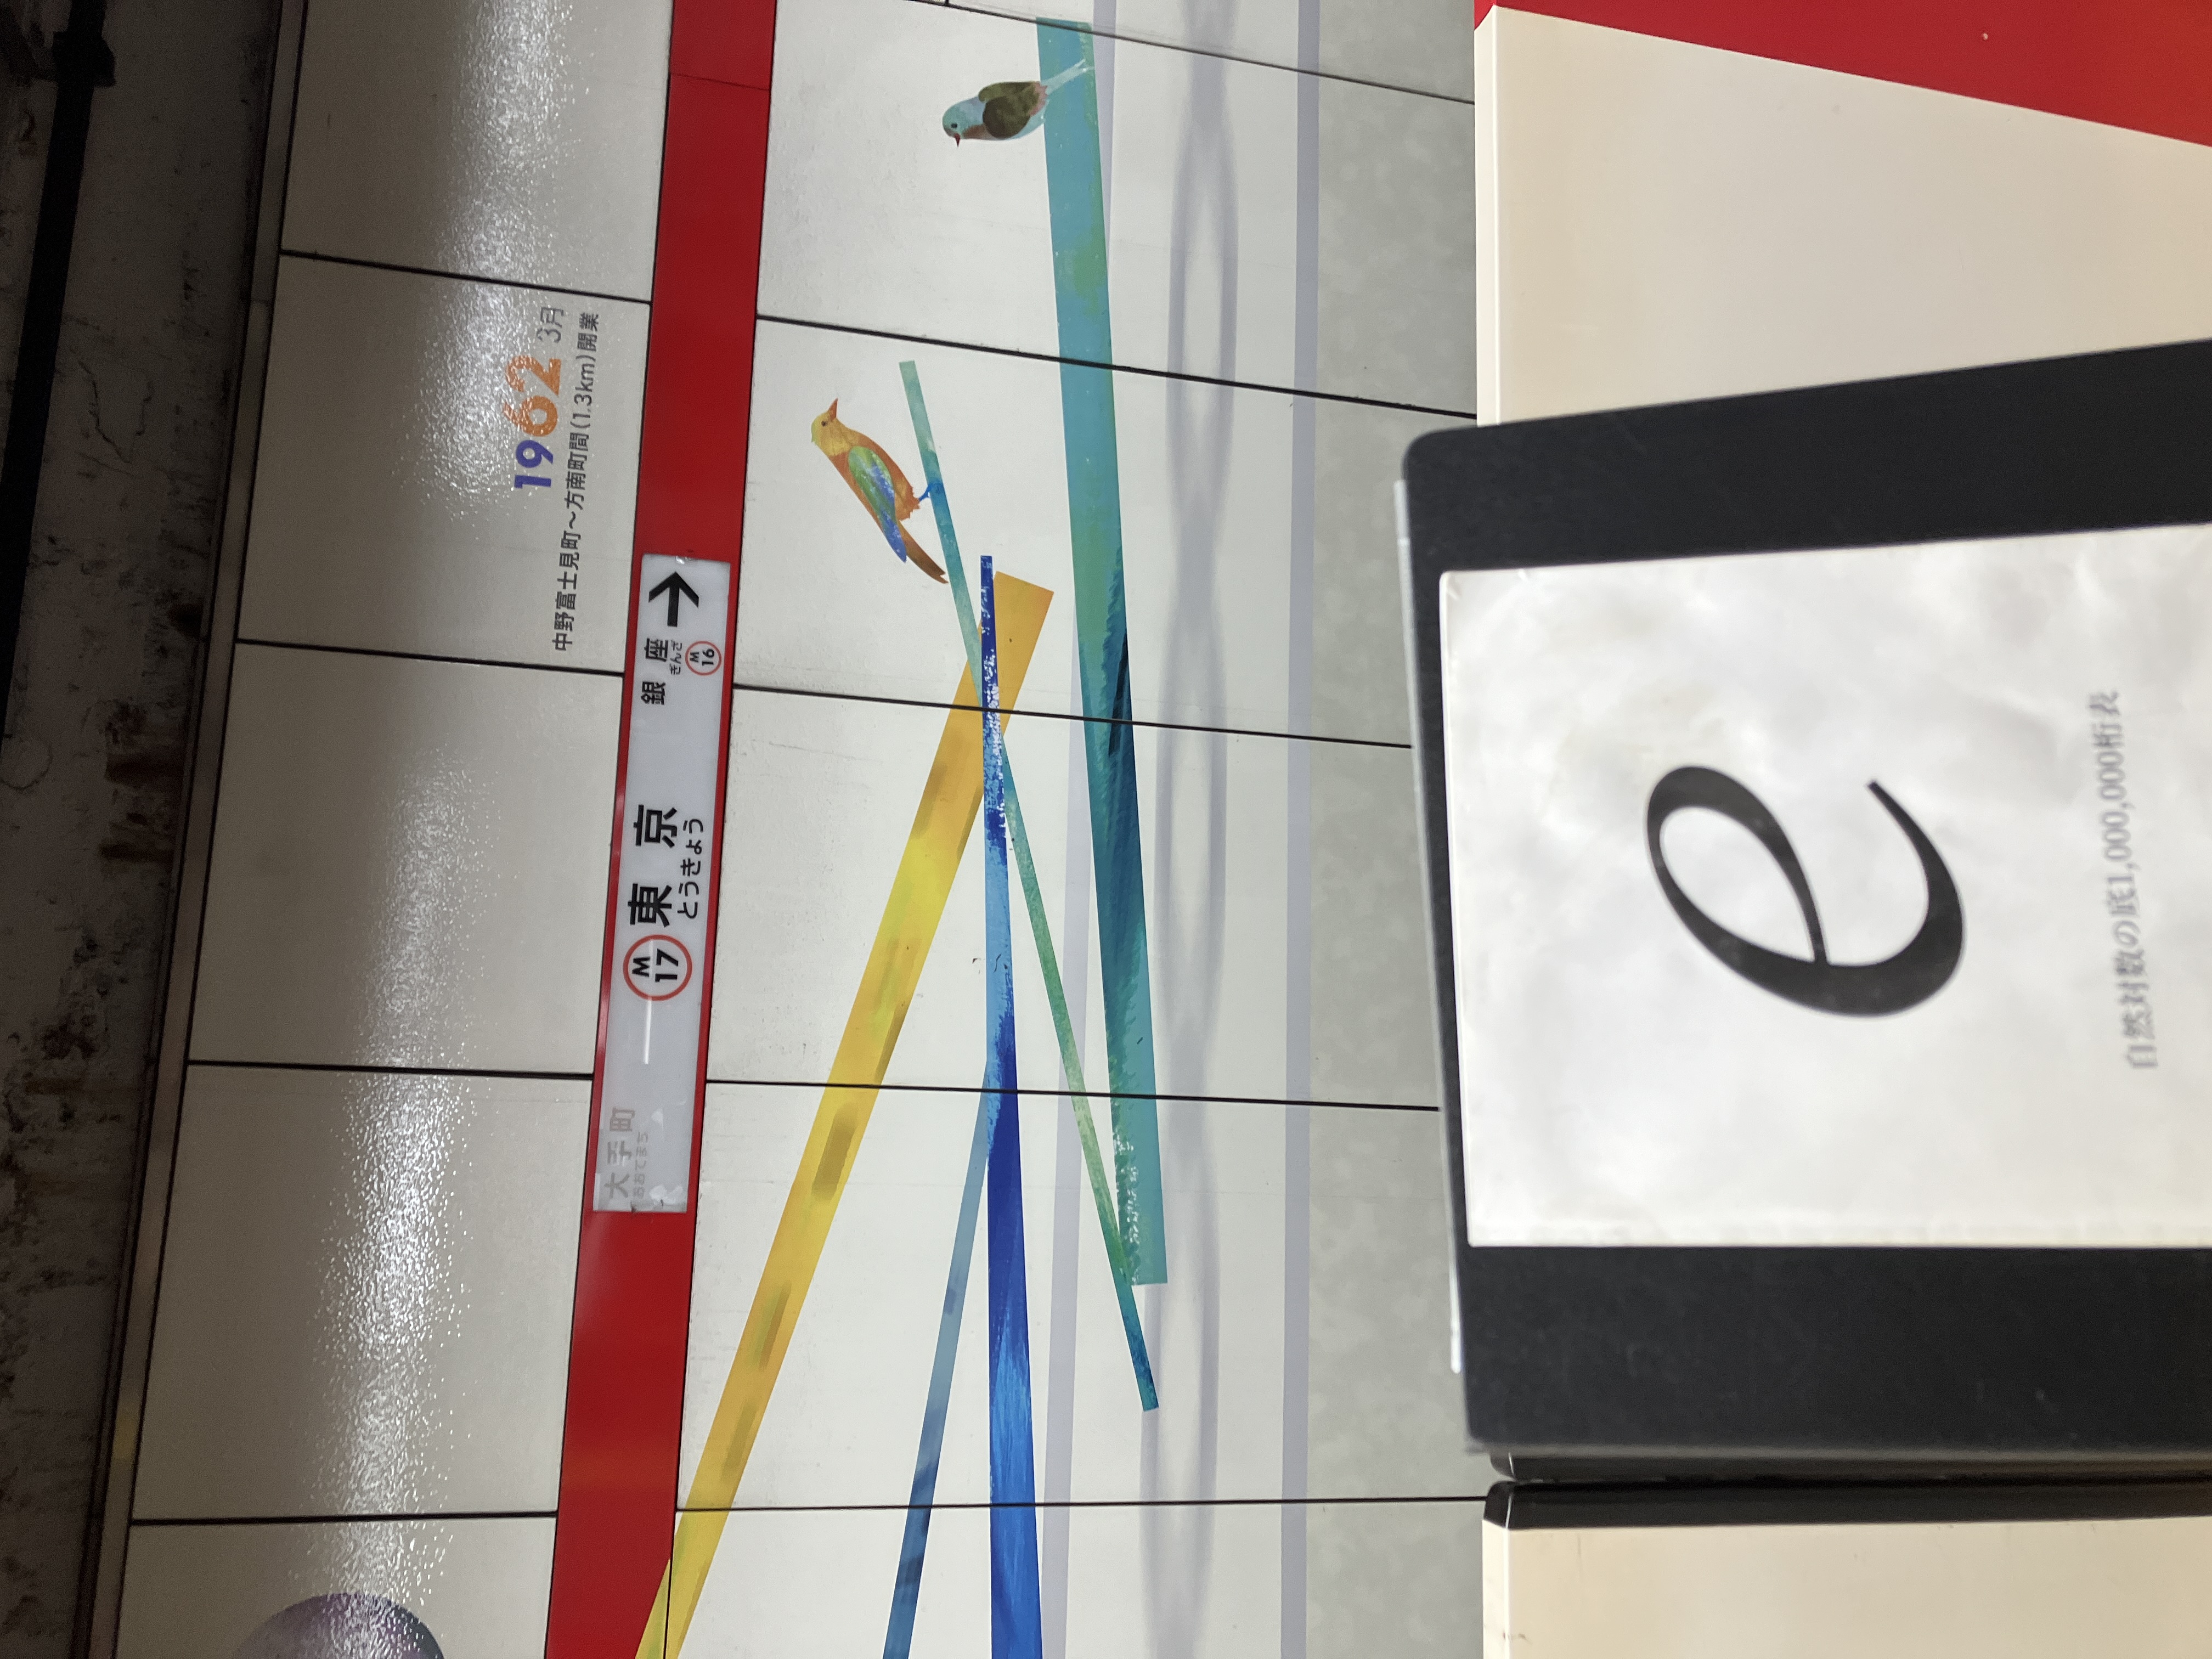 1962 3月
中野富士見町～方南町間(1.3km)開業
大手町
おおてまち
M
17
東京
とうきょう
銀座
ぎんざ
M
16
e
自然対数の底1,000,000桁表